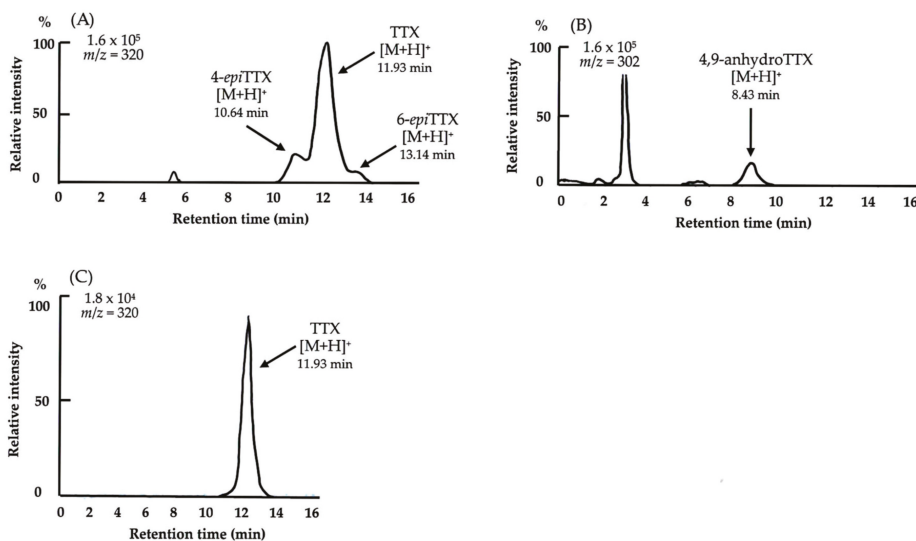 (A)
%
1.6 x 10⁵
m/z = 320
100
50
0
Relative intensity
4-epiTTX
[M+H]⁺
10.64 min
TTX
[M+H]⁺
11.93 min
6-epiTTX
[M+H]⁺
13.14 min
0 2 4 6 8 10 12 14 16
Retention time (min)
(B)
%
1.6 x 10⁵
m/z = 302
100
50
0
Relative intensity
4,9-anhydroTTX
[M+H]⁺
8.43 min
0 2 4 6 8 10 12 14 16
Retention time (min)
(C)
%
1.8 x 10⁴
m/z = 320
100
50
0
Relative intensity
TTX
[M+H]⁺
11.93 min
0 2 4 6 8 10 12 14 16
Retention time (min)